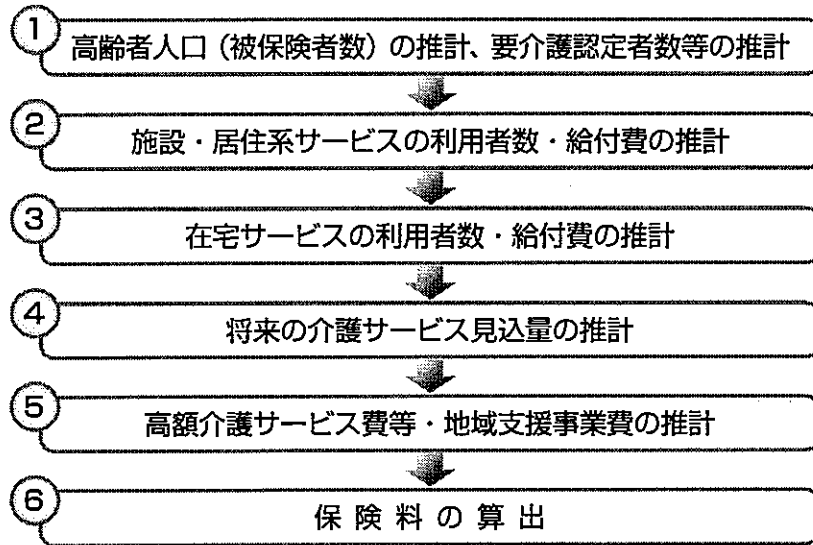 ① 高齢者人口（被保険者数）の推計、要介護認定者数等の推計
② 施設・居住系サービスの利用者数・給付費の推計
③ 在宅サービスの利用者数・給付費の推計
④ 将来の介護サービス見込量の推計
⑤ 高額介護サービス費等・地域支援事業費の推計
⑥ 保険料の算出